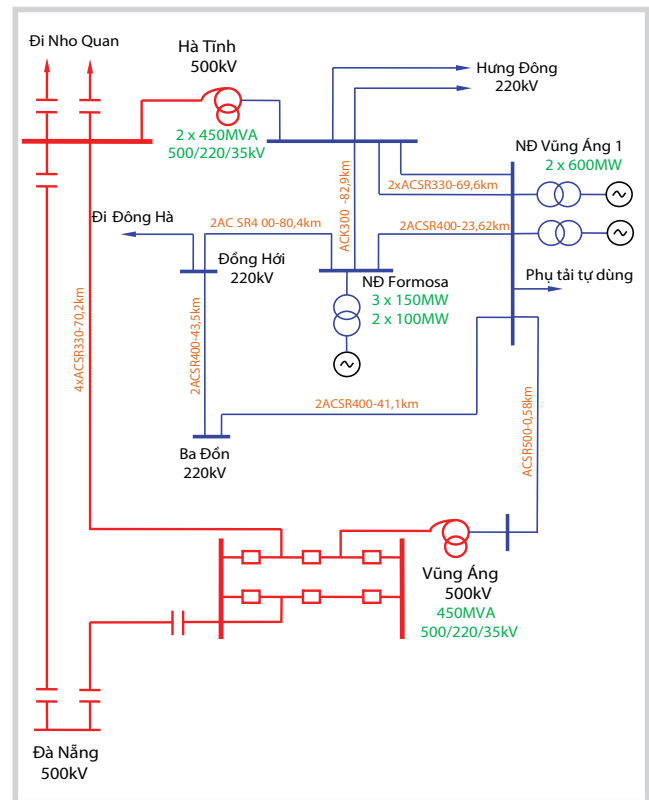 Đi Nho Quan
Hà Tĩnh
500kV
2 x 450MVA
500/220/35kV
Hưng Đông
220kV
NĐ Vũng Áng 1
2 x 600MW
2xACSR330-69,6km
ACK300 -82,9km
2AC SR4 00-80,4km
2ACSR400-23,62km
Đi Đông Hà
Đồng Hới
220kV
NĐ Formosa
3 x 150MW
2 x 100MW
Phụ tải tự dùng
4xACSR330-70,2km
2ACSR400-43,5km
2ACSR400-41,1km
ACSR500-0,58km
Ba Đồn
220kV
Vũng Áng
500kV
450MVA
500/220/35kV
Đà Nẵng
500kV